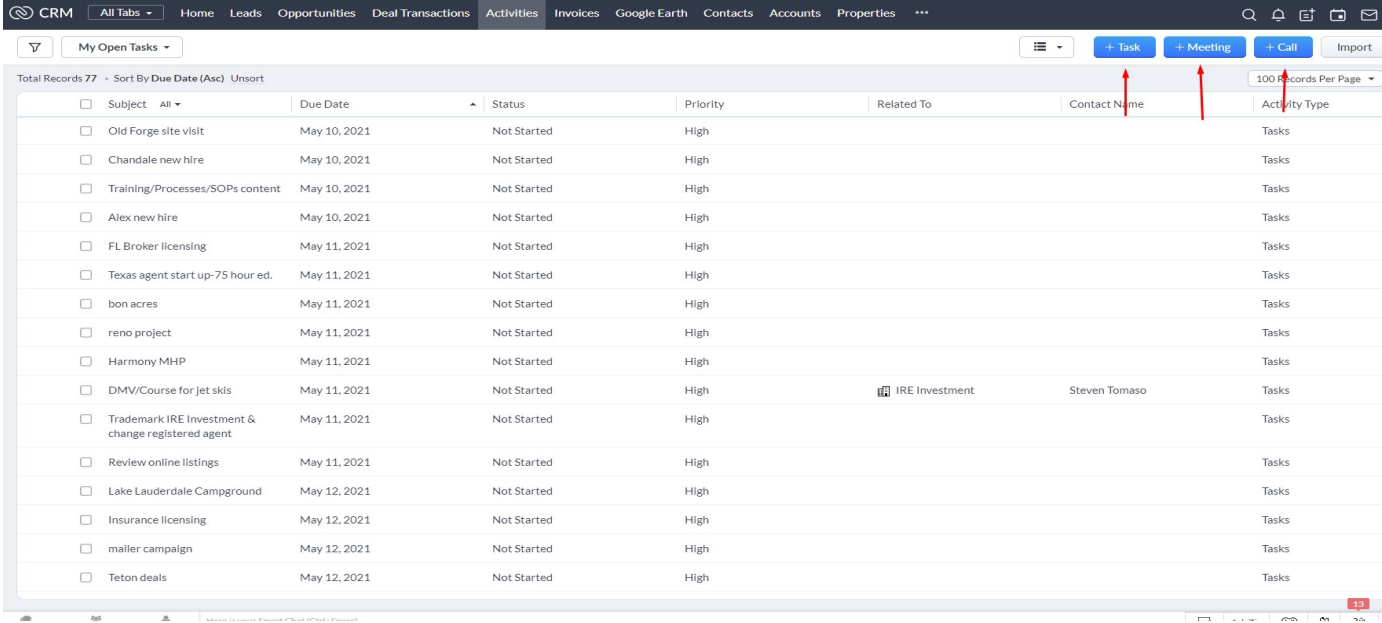 CRM All Tabs Home Leads Opportunities Deal Transactions Activities Invoices Google Earth Contacts Accounts Properties •••
My Open Tasks + Task + Meeting + Call Import
Total Records 77 • Sort By Due Date (Asc) Unsort 100 Records Per Page
Subject All Due Date Status Priority Related To Contact Name Activity Type
Old Forge site visit May 10, 2021 Not Started High Tasks
Chandale new hire May 10, 2021 Not Started High Tasks
Training/Processes/SOPs content May 10, 2021 Not Started High Tasks
Alex new hire May 10, 2021 Not Started High Tasks
FL Broker licensing May 11, 2021 Not Started High Tasks
Texas agent start up-75 hour ed. May 11, 2021 Not Started High Tasks
bon acres May 11, 2021 Not Started High Tasks
reno project May 11, 2021 Not Started High Tasks
Harmony MHP May 11, 2021 Not Started High Tasks
DMV/Course for jet skis May 11, 2021 Not Started High IRE Investment Steven Tomaso Tasks
Trademark IRE Investment & May 11, 2021 Not Started High Tasks
change registered agent
Review online listings May 11, 2021 Not Started High Tasks
Lake Lauderdale Campground May 12, 2021 Not Started High Tasks
Insurance licensing May 12, 2021 Not Started High Tasks
mailer campaign May 12, 2021 Not Started High Tasks
Teton deals May 12, 2021 Not Started High Tasks
13
Here is your Smart Chat (Ctrl+Space)